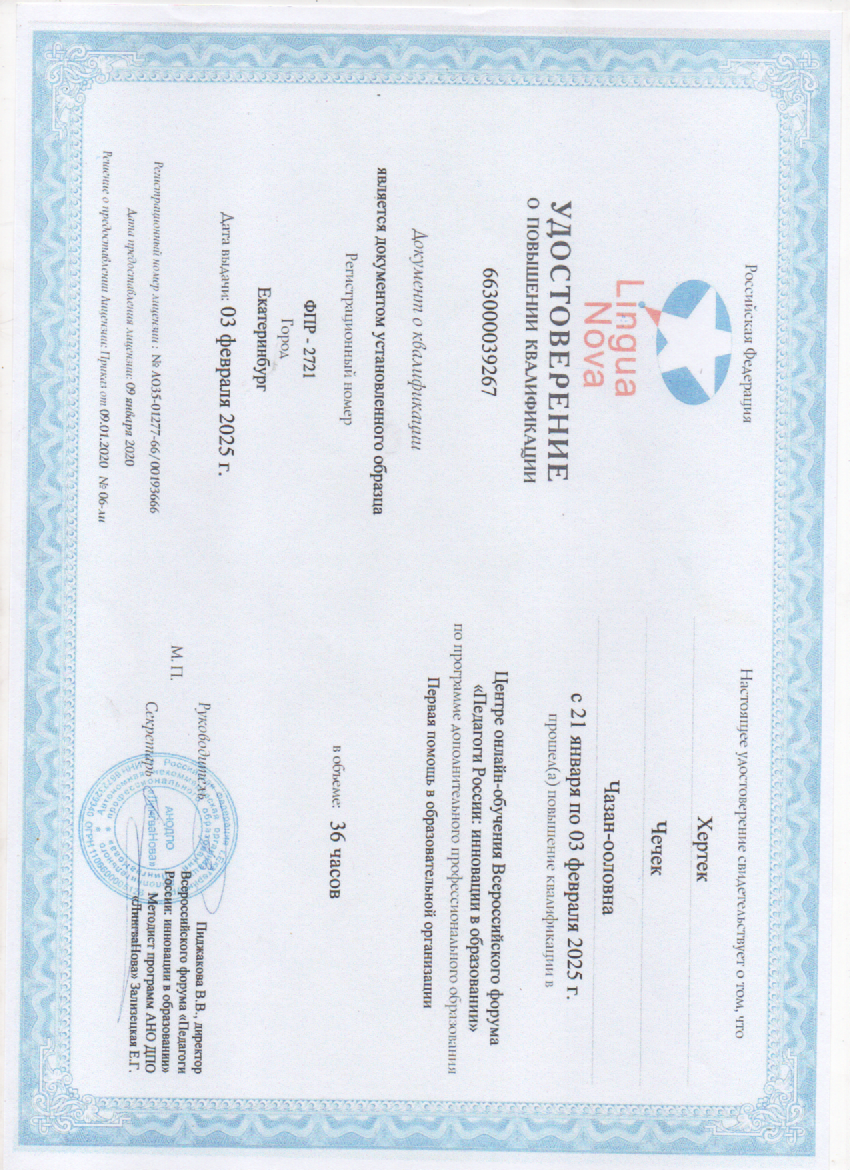 Российская Федерация
Lingua
Nova
УДОСТОВЕРЕНИЕ
О ПОВЫШЕНИИ КВАЛИФИКАЦИИ
663000039267
Документ о квалификации
является документом установленного образца
Регистрационный номер
ФПР - 2721
Город
Екатеринбург
Дата выдачи: 03 февраля 2025 г.
Регистрационный номер лицензии : № Л035-01277-66/00193666
Дата предоставления лицензии: 09 января 2020
Решение о предоставлении Лицензии: Приказ от 09.01.2020 № 06-ли
Настоящее удостоверение свидетельствует о том, что
Хертек
Чечек
Чазан-ооловна
с 21 января по 03 февраля 2025 г.
прошел(а) повышение квалификации в
Центре онлайн-обучения Всероссийского форума
«Педагоги России: инновации в образовании»
по программе дополнительного профессионального образования
Первая помощь в образовательной организации
в объеме: 36 часов
Руководитель
Пиджакова В.В., директор
Всероссийского форума «Педагоги
России: инновации в образовании»
М. П.
Секретарь
Методист программ АНО ДПО
«ЛингваНова» Зализецкая Е.Г.
АНОДПО
«ЛингваНова»